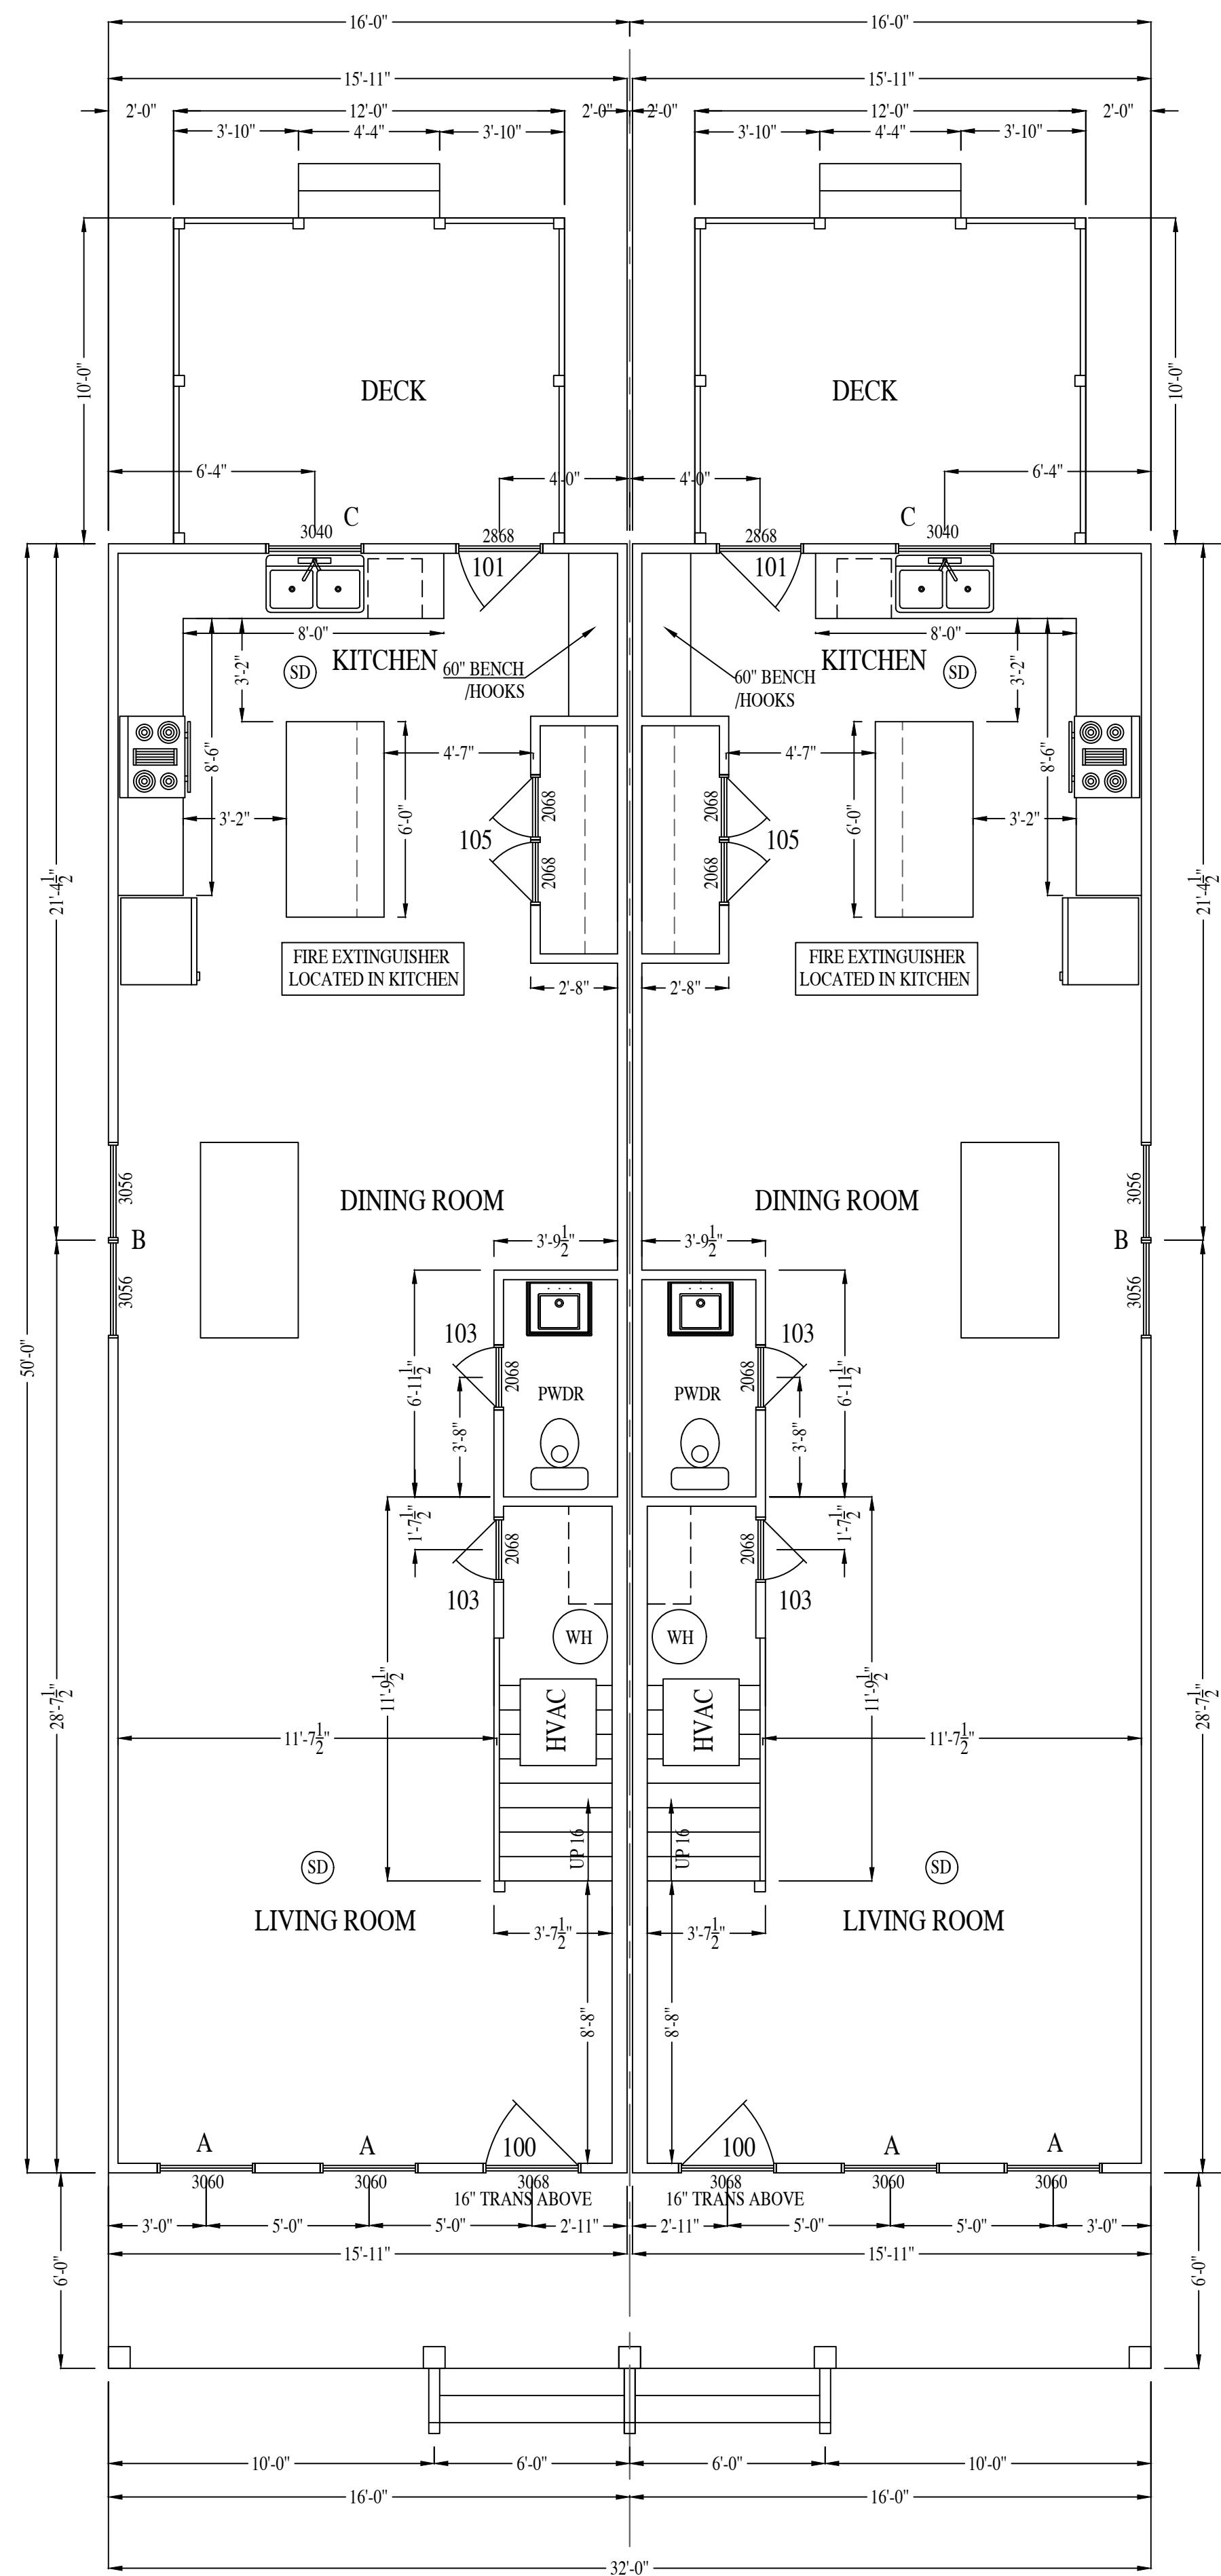 16'-0" 16'-0"
15'-11" 15'-11"
2'-0" 12'-0" 2'-0" 2'-0" 12'-0" 2'-0"
3'-10" 4'-4" 3'-10" 3'-10" 4'-4" 3'-10"
10'-0" DECK DECK 10'-0"
6'-4" 4'-0" 4'-0" 6'-4"
C C
3040 2868 2868 3040
101 101
8'-0" 8'-0"
KITCHEN KITCHEN
SD 3'-2" 60" BENCH 60" BENCH SD 3'-2"
/HOOKS /HOOKS
8'-6" 4'-7" 4'-7" 8'-6"
3'-2" 6'-0" 2068 2068 6'-0" 3'-2"
105 105
2068 2068
21'-4 1/2" 21'-4 1/2"
FIRE EXTINGUISHER FIRE EXTINGUISHER
LOCATED IN KITCHEN LOCATED IN KITCHEN
2'-8" 2'-8"
3056 3056
DINING ROOM DINING ROOM
B 3'-9 1/2" 3'-9 1/2" B
3056 3056
50'-0"
103 103
6'-11 1/2" 2068 2068 6'-11 1/2"
PWDR PWDR
3'-8" 3'-8"
1'-7 1/2" 2068 2068 1'-7 1/2"
103 103
WH WH
28'-7 1/2" 11'-9 1/2" 11'-9 1/2" 28'-7 1/2"
HVAC HVAC
11'-7 1/2" 11'-7 1/2"
UP 16 UP 16
SD SD
LIVING ROOM LIVING ROOM
3'-7 1/2" 3'-7 1/2"
8'-8" 8'-8"
A A 100 100 A A
3060 3060 3068 3068 3060 3060
16" TRANS ABOVE 16" TRANS ABOVE
3'-0" 5'-0" 5'-0" 2'-11" 2'-11" 5'-0" 5'-0" 3'-0"
15'-11" 15'-11"
6'-0" 6'-0"
10'-0" 6'-0" 6'-0" 10'-0"
16'-0" 16'-0"
32'-0"